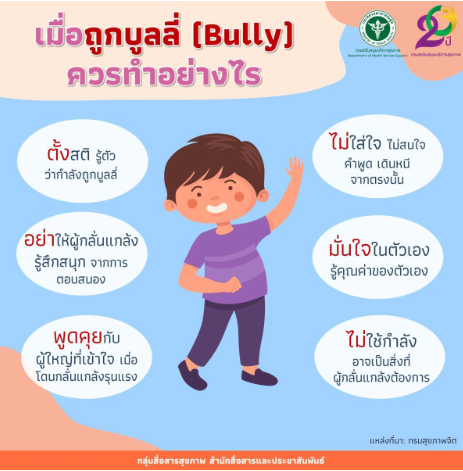 เมื่อถูกบูลลี่ (Bully)
ควรทำอย่างไร
กรมสนับสนุนบริการสุขภาพ
Department of Health Service Support
ปี
กรมสนับสนุนบริการสุขภาพ
ตั้งสติ รู้ตัว
ว่ากำลังถูกบูลลี่
ไม่ใส่ใจ ไม่สนใจ
คำพูด เดินหนี
จากตรงนั้น
อย่าให้ผู้กลั่นแกล้ง
รู้สึกสนุก จากการ
ตอบสนอง
มั่นใจในตัวเอง
รู้คุณค่าของตัวเอง
พูดคุยกับ
ผู้ใหญ่ที่เข้าใจ เมื่อ
โดนกลั่นแกล้งรุนแรง
ไม่ใช้กำลัง
อาจเป็นสิ่งที่
ผู้กลั่นแกล้งต้องการ
แหล่งที่มา: กรมสุขภาพจิต
กลุ่มสื่อสารสุขภาพ สำนักสื่อสารและประชาสัมพันธ์